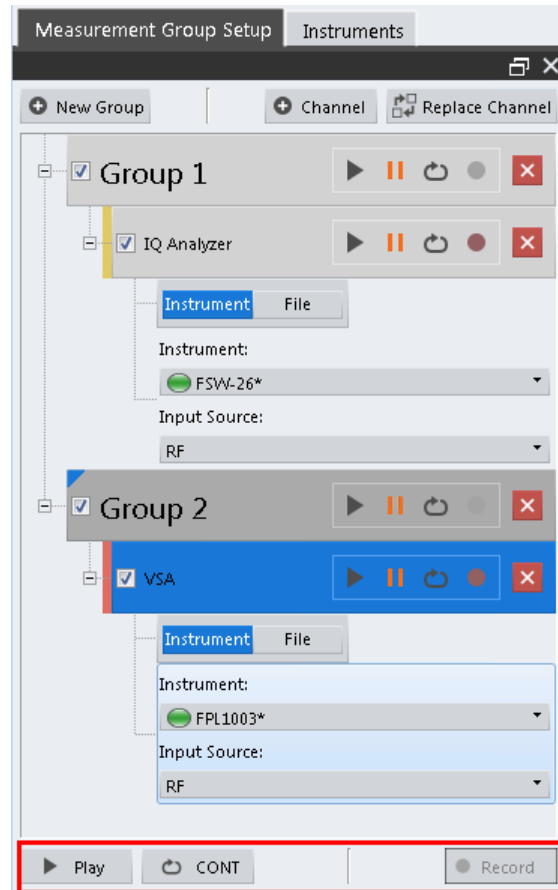 Measurement Group Setup Instruments
New Group Channel Replace Channel
Group 1
IQ Analyzer
Instrument File
Instrument:
FSW-26*
Input Source:
RF
Group 2
VSA
Instrument File
Instrument:
FPL1003*
Input Source:
RF
Play CONT Record